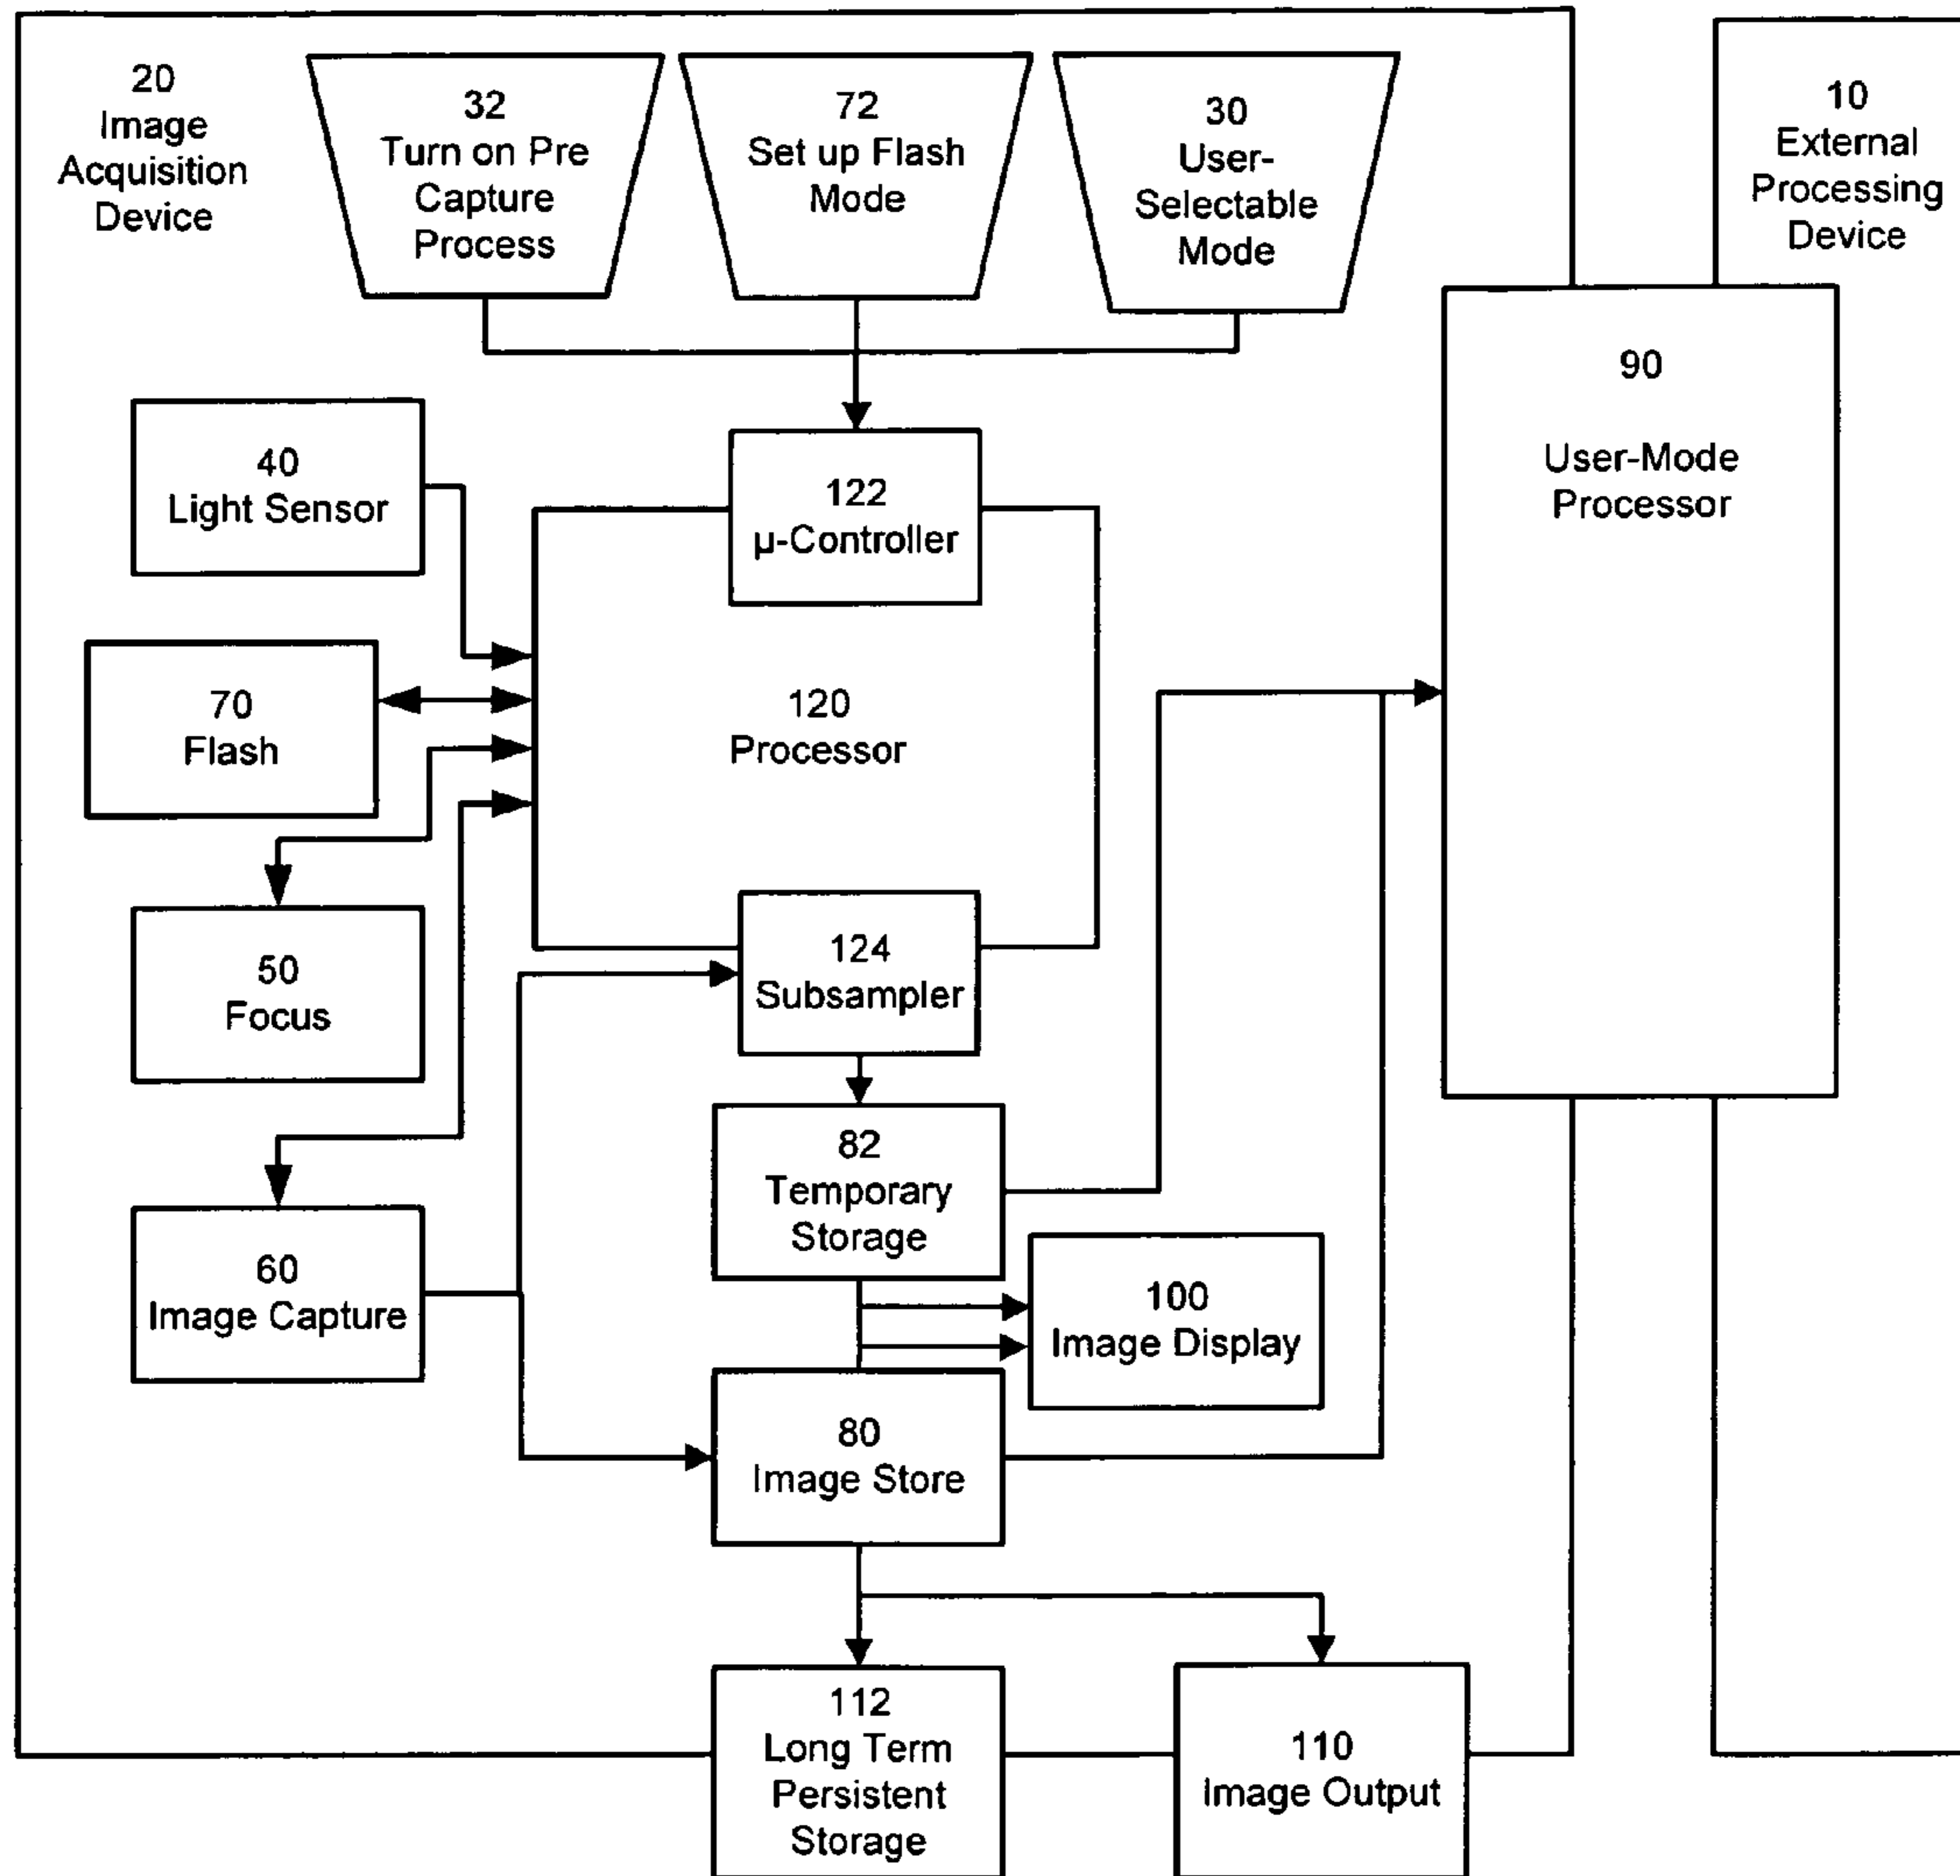 20
Image
Acquisition
Device
32
Turn on Pre
Capture
Process
72
Set up Flash
Mode
30
User-
Selectable
Mode
10
External
Processing
Device
90
User-Mode
Processor
40
Light Sensor
122
µ-Controller
70
Flash
120
Processor
50
Focus
124
Subsampler
82
Temporary
Storage
60
Image Capture
100
Image Display
80
Image Store
112
Long Term
Persistent
Storage
110
Image Output